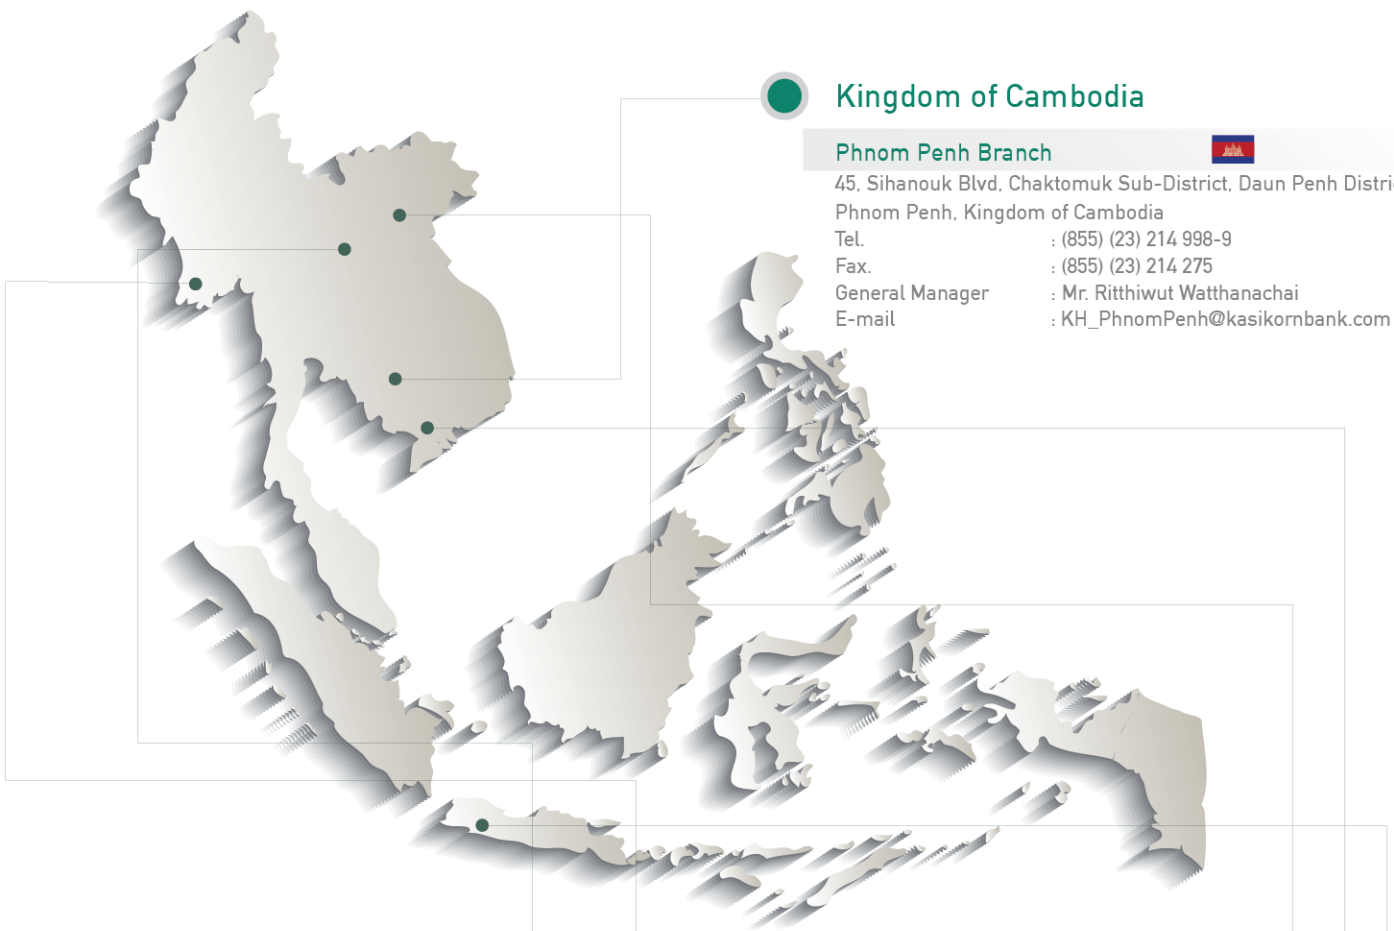 Kingdom of Cambodia
Phnom Penh Branch
45, Sihanouk Blvd, Chaktomuk Sub-District, Daun Penh Distri
Phnom Penh, Kingdom of Cambodia
Tel. : (855) (23) 214 998-9
Fax. : (855) (23) 214 275
General Manager : Mr. Ritthiwut Watthanachai
E-mail : KH_PhnomPenh@kasikornbank.com